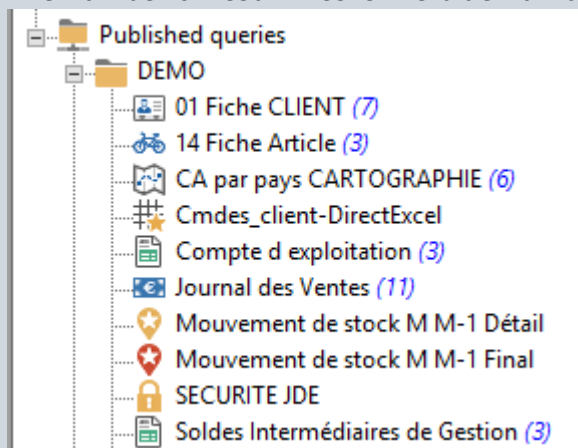 Published queries
DEMO
01 Fiche CLIENT (7)
14 Fiche Article (3)
CA par pays CARTOGRAPHIE (6)
Cmdes_client-DirectExcel
Compte d exploitation (3)
Journal des Ventes (11)
Mouvement de stock M M-1 Détail
Mouvement de stock M M-1 Final
SECURITE JDE
Soldes Intermédiaires de Gestion (3)